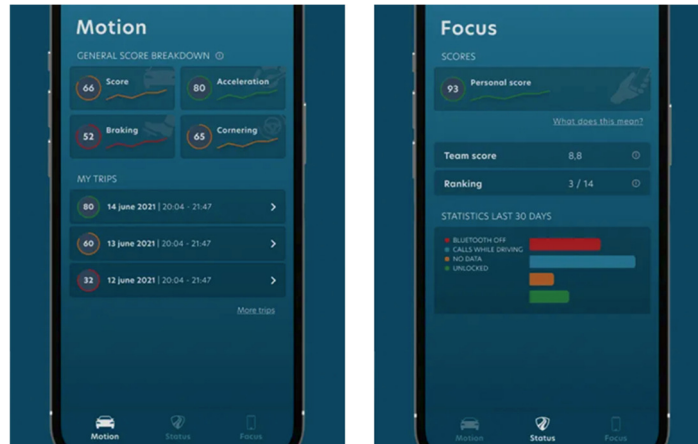 Motion
GENERAL SCORE BREAKDOWN
66 Score
80 Acceleration
52 Braking
65 Cornering
MY TRIPS
80 14 june 2021 | 20:04 - 21:47
60 13 june 2021 | 20:04 - 21:47
32 12 june 2021 | 20:04 - 21:47
More trips
Motion Status Focus
Focus
SCORES
93 Personal score
What does this mean?
Team score 8,8
Ranking 3 / 14
STATISTICS LAST 30 DAYS
BLUETOOTH OFF
CALLS WHILE DRIVING
NO DATA
UNLOCKED
Motion Status Focus